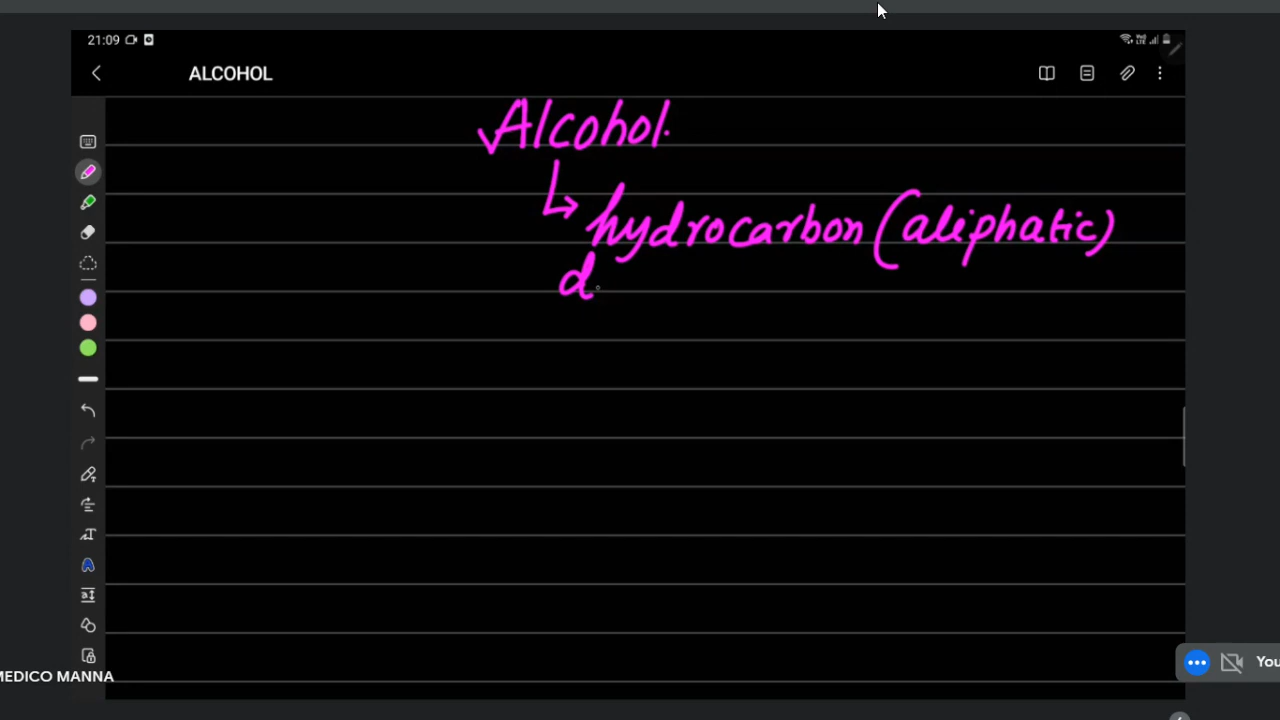 21:09
ALCOHOL
Alcohol.
hydrocarbon (aliphatic)
d
MEDICO MANNA
You